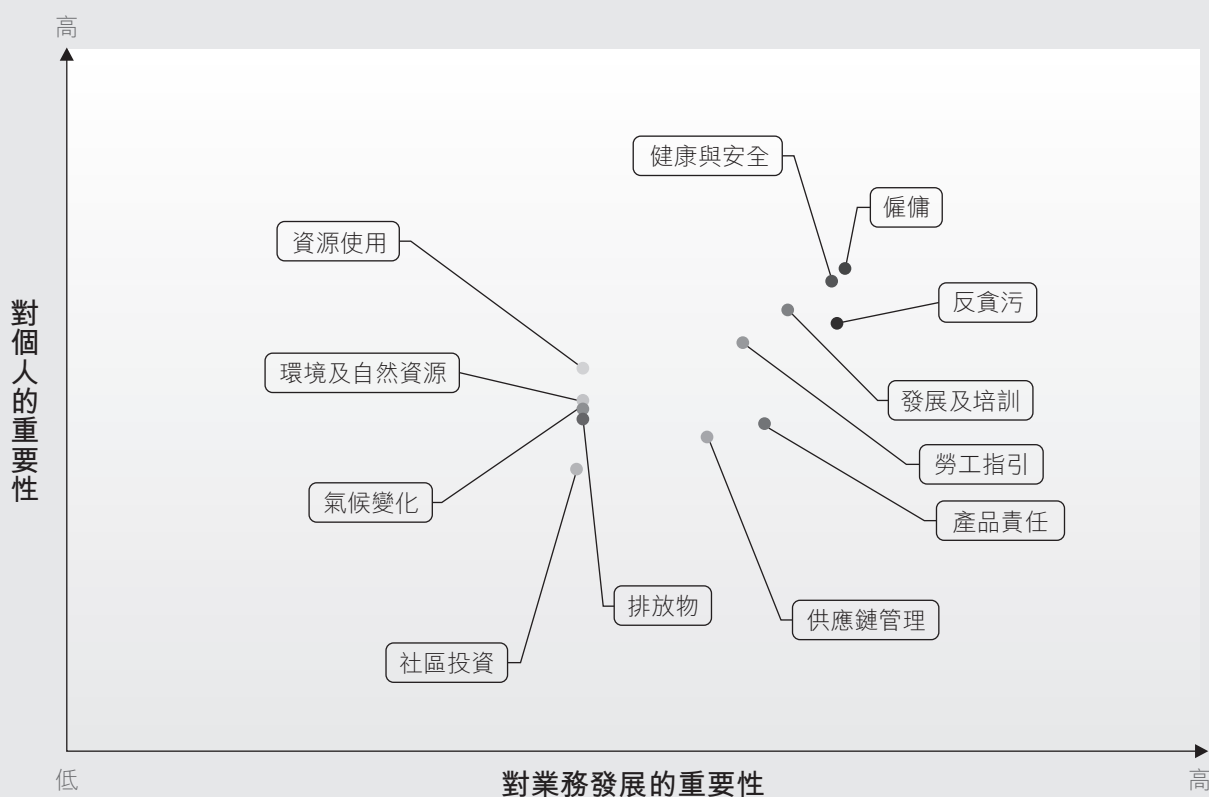 高
健康與安全
僱傭
資源使用
反貪污
對個人的重要性
環境及自然資源
發展及培訓
勞工指引
氣候變化
產品責任
排放物
供應鏈管理
社區投資
低
對業務發展的重要性
高